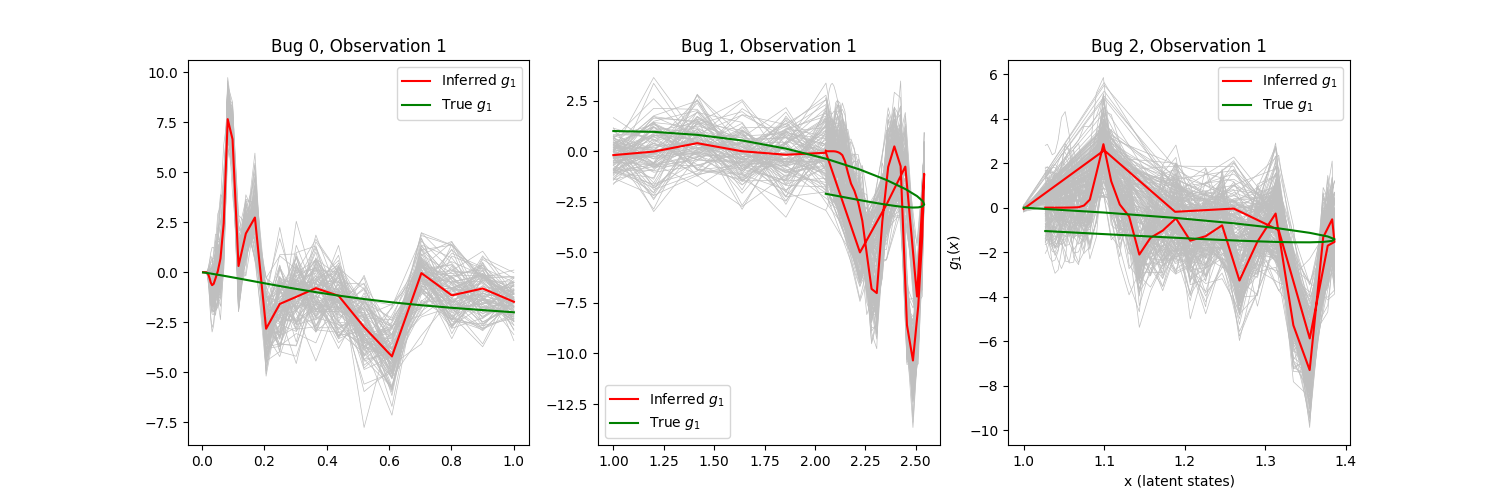 Bug 0, Observation 1
10.0
7.5
5.0
2.5
0.0
−2.5
−5.0
−7.5
0.0 0.2 0.4 0.6 0.8 1.0
Inferred g₁
True g₁
Bug 1, Observation 1
2.5
0.0
−2.5
−5.0
−7.5
−10.0
−12.5
1.00 1.25 1.50 1.75 2.00 2.25 2.50
Inferred g₁
True g₁
Bug 2, Observation 1
g₁(x)
6
4
2
0
−2
−4
−6
−8
−10
1.0 1.1 1.2 1.3 1.4
x (latent states)
Inferred g₁
True g₁